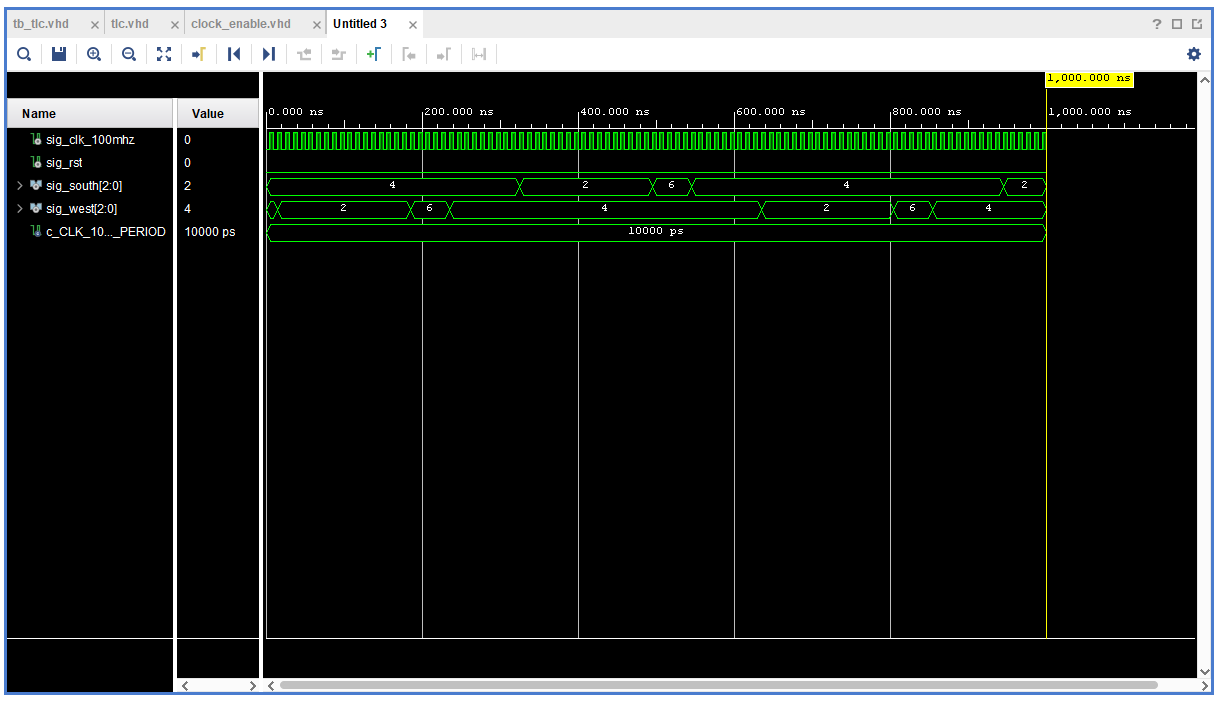 tb_tlc.vhd tlc.vhd clock_enable.vhd Untitled 3
1,000.000 ns
Name Value
0.000 ns 200.000 ns 400.000 ns 600.000 ns 800.000 ns 1,000.000 ns
sig_clk_100mhz 0
sig_rst 0
sig_south[2:0] 2 4 2 6 4 2
sig_west[2:0] 4 2 6 4 2 6 4
c_CLK_10..._PERIOD 10000 ps 10000 ps